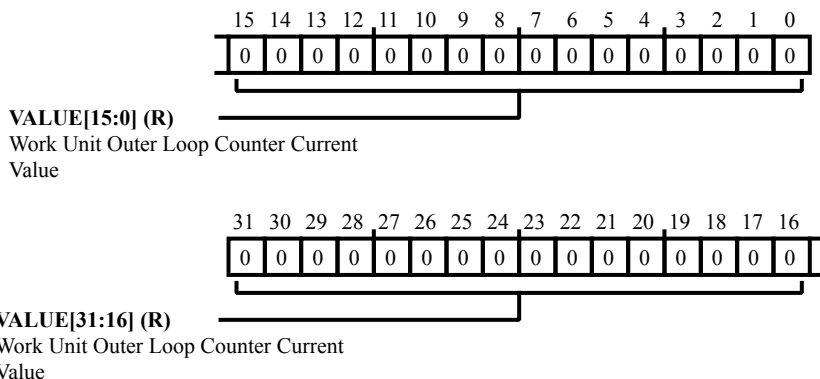 15 14 13 12 11 10 9 8 7 6 5 4 3 2 1 0
0 0 0 0 0 0 0 0 0 0 0 0 0 0 0 0
VALUE[15:0] (R)
Work Unit Outer Loop Counter Current
Value
31 30 29 28 27 26 25 24 23 22 21 20 19 18 17 16
0 0 0 0 0 0 0 0 0 0 0 0 0 0 0 0
VALUE[31:16] (R)
Work Unit Outer Loop Counter Current
Value